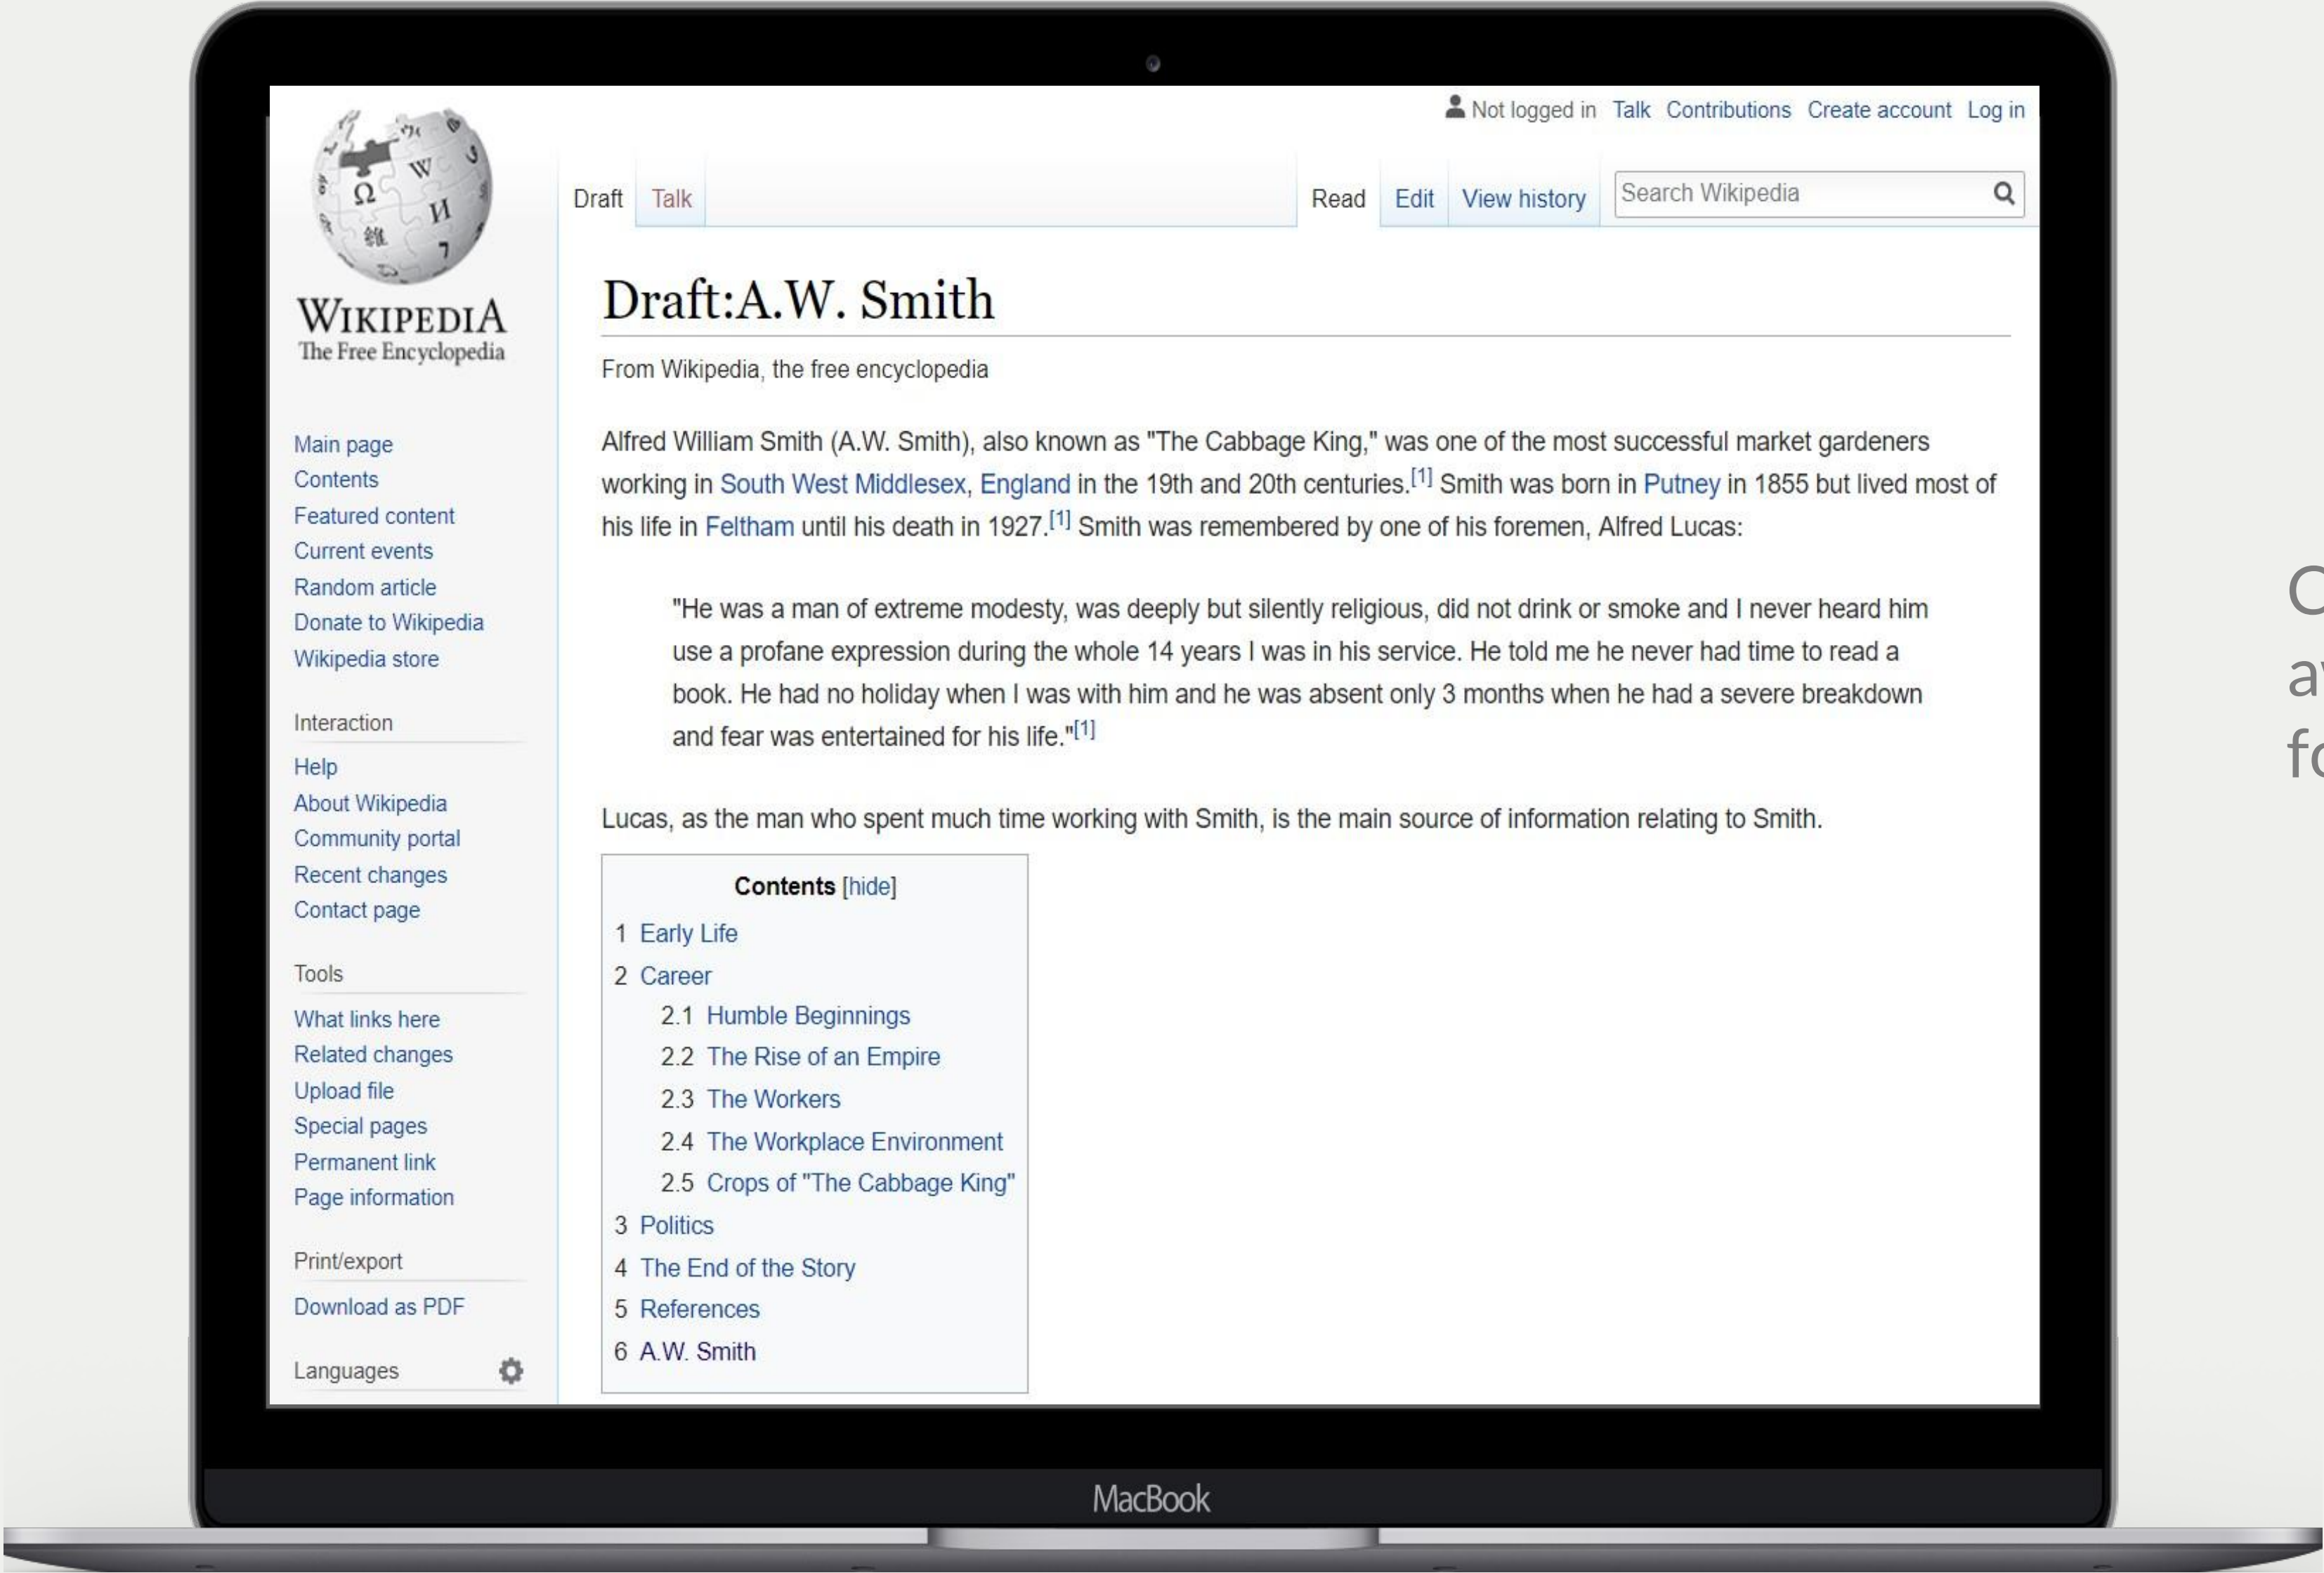 Not logged in Talk Contributions Create account Log in
Draft Talk Read Edit View history Search Wikipedia
WIKIPEDIA
The Free Encyclopedia
Main page
Contents
Featured content
Current events
Random article
Donate to Wikipedia
Wikipedia store
Interaction
Help
About Wikipedia
Community portal
Recent changes
Contact page
Tools
What links here
Related changes
Upload file
Special pages
Permanent link
Page information
Print/export
Download as PDF
Languages
Draft:A.W. Smith
From Wikipedia, the free encyclopedia
Alfred William Smith (A.W. Smith), also known as "The Cabbage King," was one of the most successful market gardeners
working in South West Middlesex, England in the 19th and 20th centuries.[1] Smith was born in Putney in 1855 but lived most of
his life in Feltham until his death in 1927.[1] Smith was remembered by one of his foremen, Alfred Lucas:
"He was a man of extreme modesty, was deeply but silently religious, did not drink or smoke and I never heard him
use a profane expression during the whole 14 years I was in his service. He told me he never had time to read a
book. He had no holiday when I was with him and he was absent only 3 months when he had a severe breakdown
and fear was entertained for his life."[1]
Lucas, as the man who spent much time working with Smith, is the main source of information relating to Smith.
Contents [hide]
1 Early Life
2 Career
2.1 Humble Beginnings
2.2 The Rise of an Empire
2.3 The Workers
2.4 The Workplace Environment
2.5 Crops of "The Cabbage King"
3 Politics
4 The End of the Story
5 References
6 A.W. Smith
MacBook